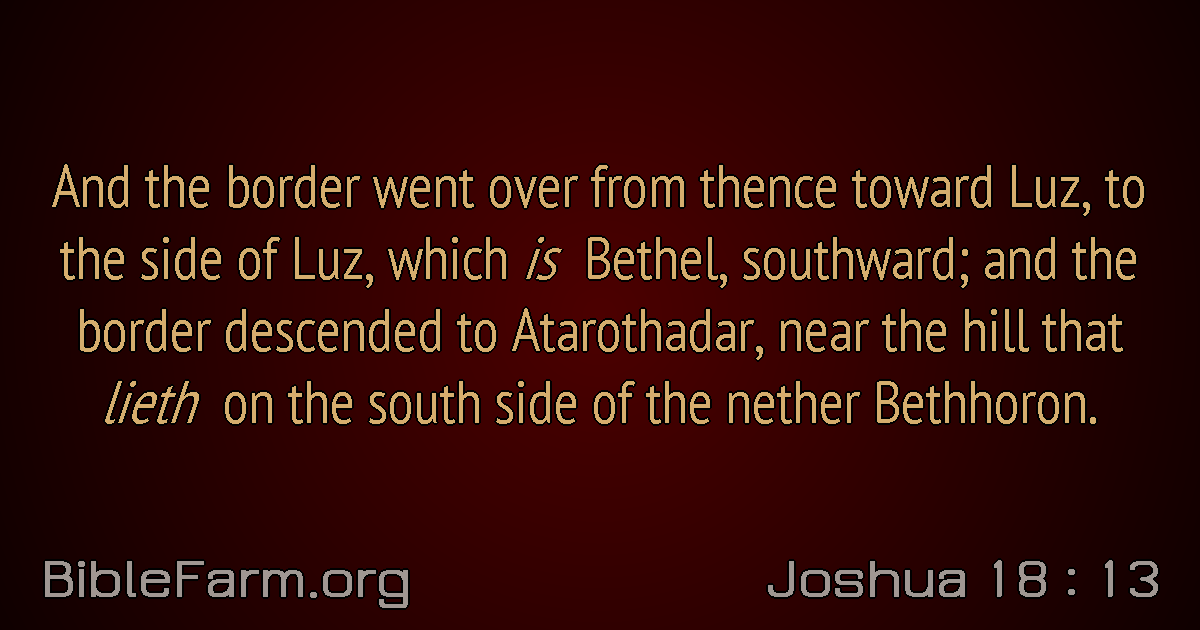 And the border went over from thence toward Luz, to
the side of Luz, which is Bethel, southward; and the
border descended to Atarothadar, near the hill that
lieth on the south side of the nether Bethhoron.
BibleFarm.org
Joshua 18 : 13